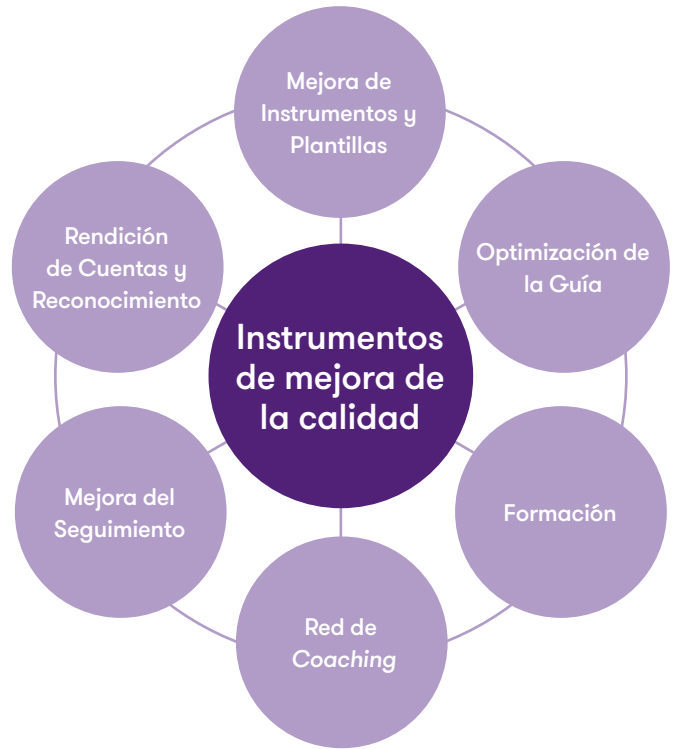 Mejora de
Instrumentos y
Plantillas
Optimización de
la Guía
Formación
Red de
Coaching
Mejora del
Seguimiento
Rendición
de Cuentas y
Reconocimiento
Instrumentos
de mejora de
la calidad